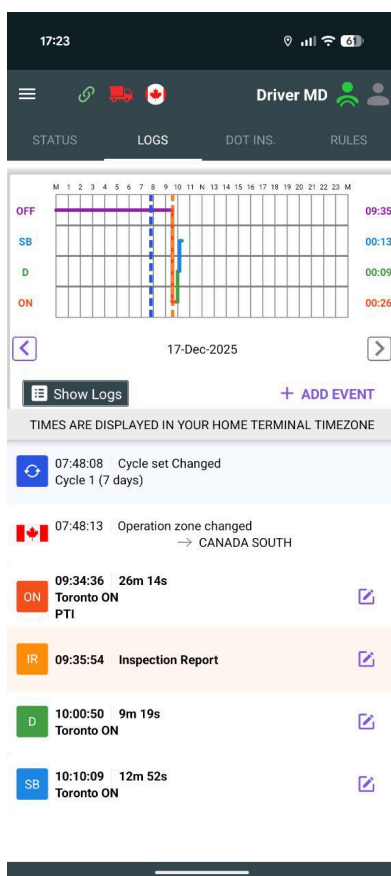 17:23
61
Driver MD
STATUS LOGS DOT INS. RULES
M 1 2 3 4 5 6 7 8 9 10 11 N 13 14 15 16 17 18 19 20 21 22 23 M
OFF 09:35
SB 00:13
D 00:09
ON 00:26
17-Dec-2025
Show Logs
+ ADD EVENT
TIMES ARE DISPLAYED IN YOUR HOME TERMINAL TIMEZONE
07:48:08 Cycle set Changed
Cycle 1 (7 days)
07:48:13 Operation zone changed
→ CANADA SOUTH
09:34:36 26m 14s
ON Toronto ON
PTI
IR 09:35:54 Inspection Report
10:00:50 9m 19s
D Toronto ON
10:10:09 12m 52s
SB Toronto ON